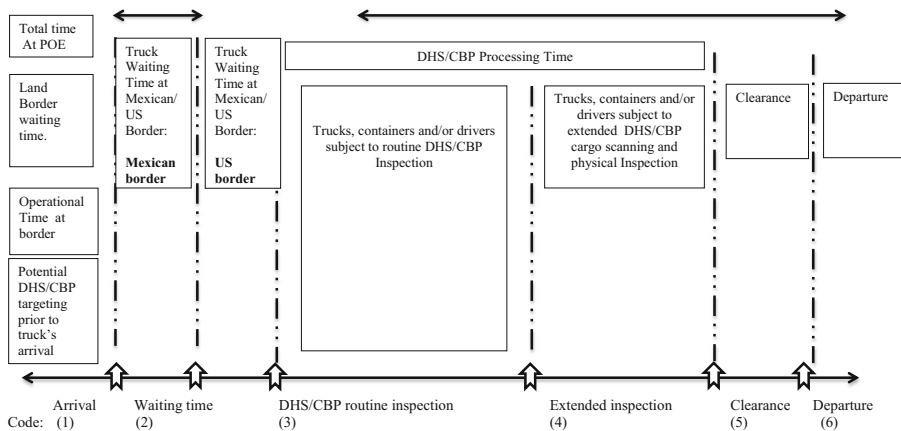 Total time
At POE
Land
Border
waiting
time.
Operational
Time at
border
Potential
DHS/CBP
targeting
prior to
truck's
arrival
Truck
Waiting
Time at
Mexican/
US
Border:
Mexican
border
Truck
Waiting
Time at
Mexican/
US
Border:
US
border
DHS/CBP Processing Time
Trucks, containers and/or drivers
subject to routine DHS/CBP
Inspection
Trucks, containers and/or
drivers subject to
extended DHS/CBP
cargo scanning and
physical Inspection
Clearance
Departure
Arrival
Waiting time
DHS/CBP routine inspection
Extended inspection
Clearance
Departure
Code: (1)
(2)
(3)
(4)
(5)
(6)